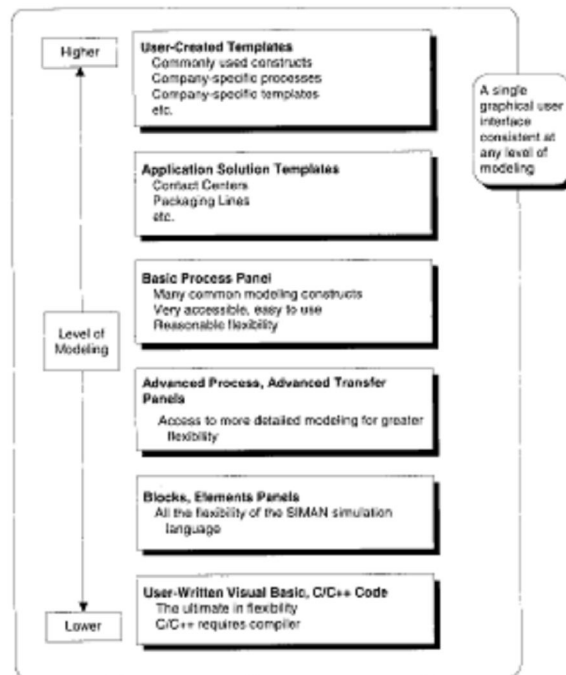 Higher
User-Created Templates
Commonly used constructs
Company-specific processes
Company-specific templates
etc.
A single
graphical user
interface
consistent at
any level of
modeling
Application Solution Templates
Contact Centers
Packaging Lines
etc.
Basic Process Panel
Many common modeling constructs
Very accessible, easy to use
Reasonable flexibility
Level of
Modeling
Advanced Process, Advanced Transfer
Panels
Access to more detailed modeling for greater
flexibility
Blocks, Elements Panels
All the flexibility of the SIMAN simulation
language
User-Written Visual Basic, C/C++ Code
The ultimate in flexibility
C/C++ requires compiler
Lower